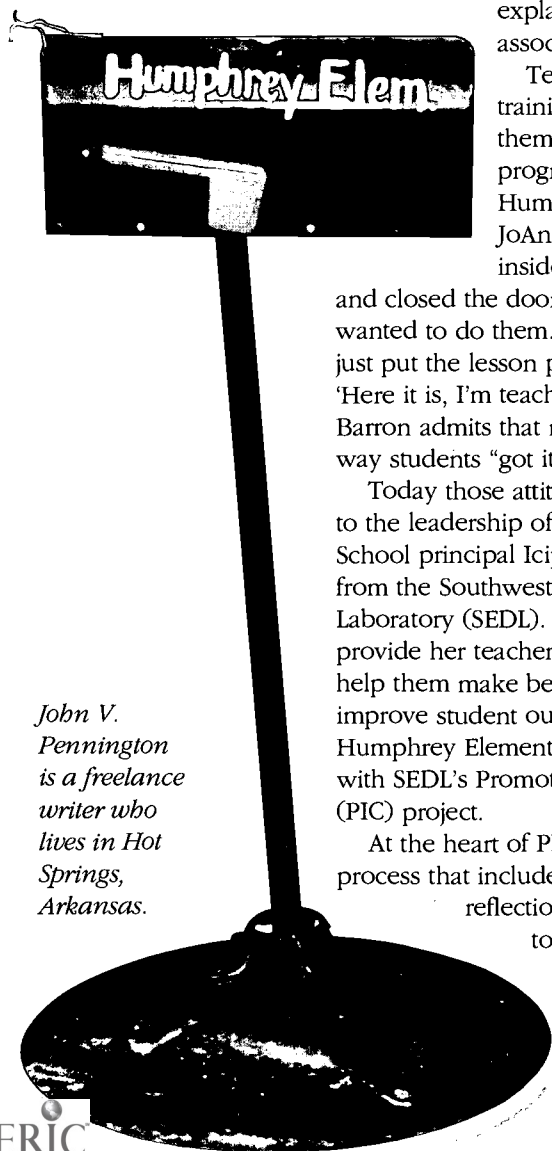 Humphrey Elem.
expla
assoc
Te
traini
them
progr
Hum
JoAn
insid
and closed the doo
wanted to do them.
just put the lesson p
'Here it is, I'm teach
Barron admits that
way students "got it
Today those attit
to the leadership of
School principal Ici
from the Southwest
Laboratory (SEDL).
provide her teacher
help them make be
improve student ou
Humphrey Element
with SEDL's Promot
(PIC) project.
At the heart of P
process that include
reflectio
to
John V.
Pennington
is a freelance
writer who
lives in Hot
Springs,
Arkansas.
ERIC